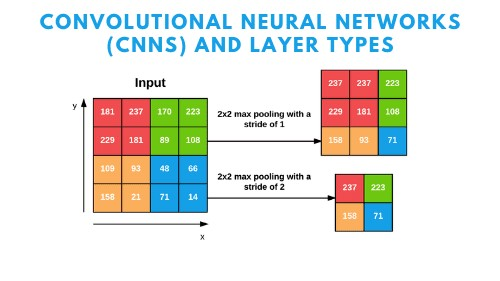 CONVOLUTIONAL NEURAL NETWORKS
(CNNS) AND LAYER TYPES
Input
y
181 237 170 223
229 181 89 108
109 93 48 66
158 21 71 14
x
2x2 max pooling with a
stride of 1
237 237 223
229 181 108
158 93 71
2x2 max pooling with a
stride of 2
237 223
158 71